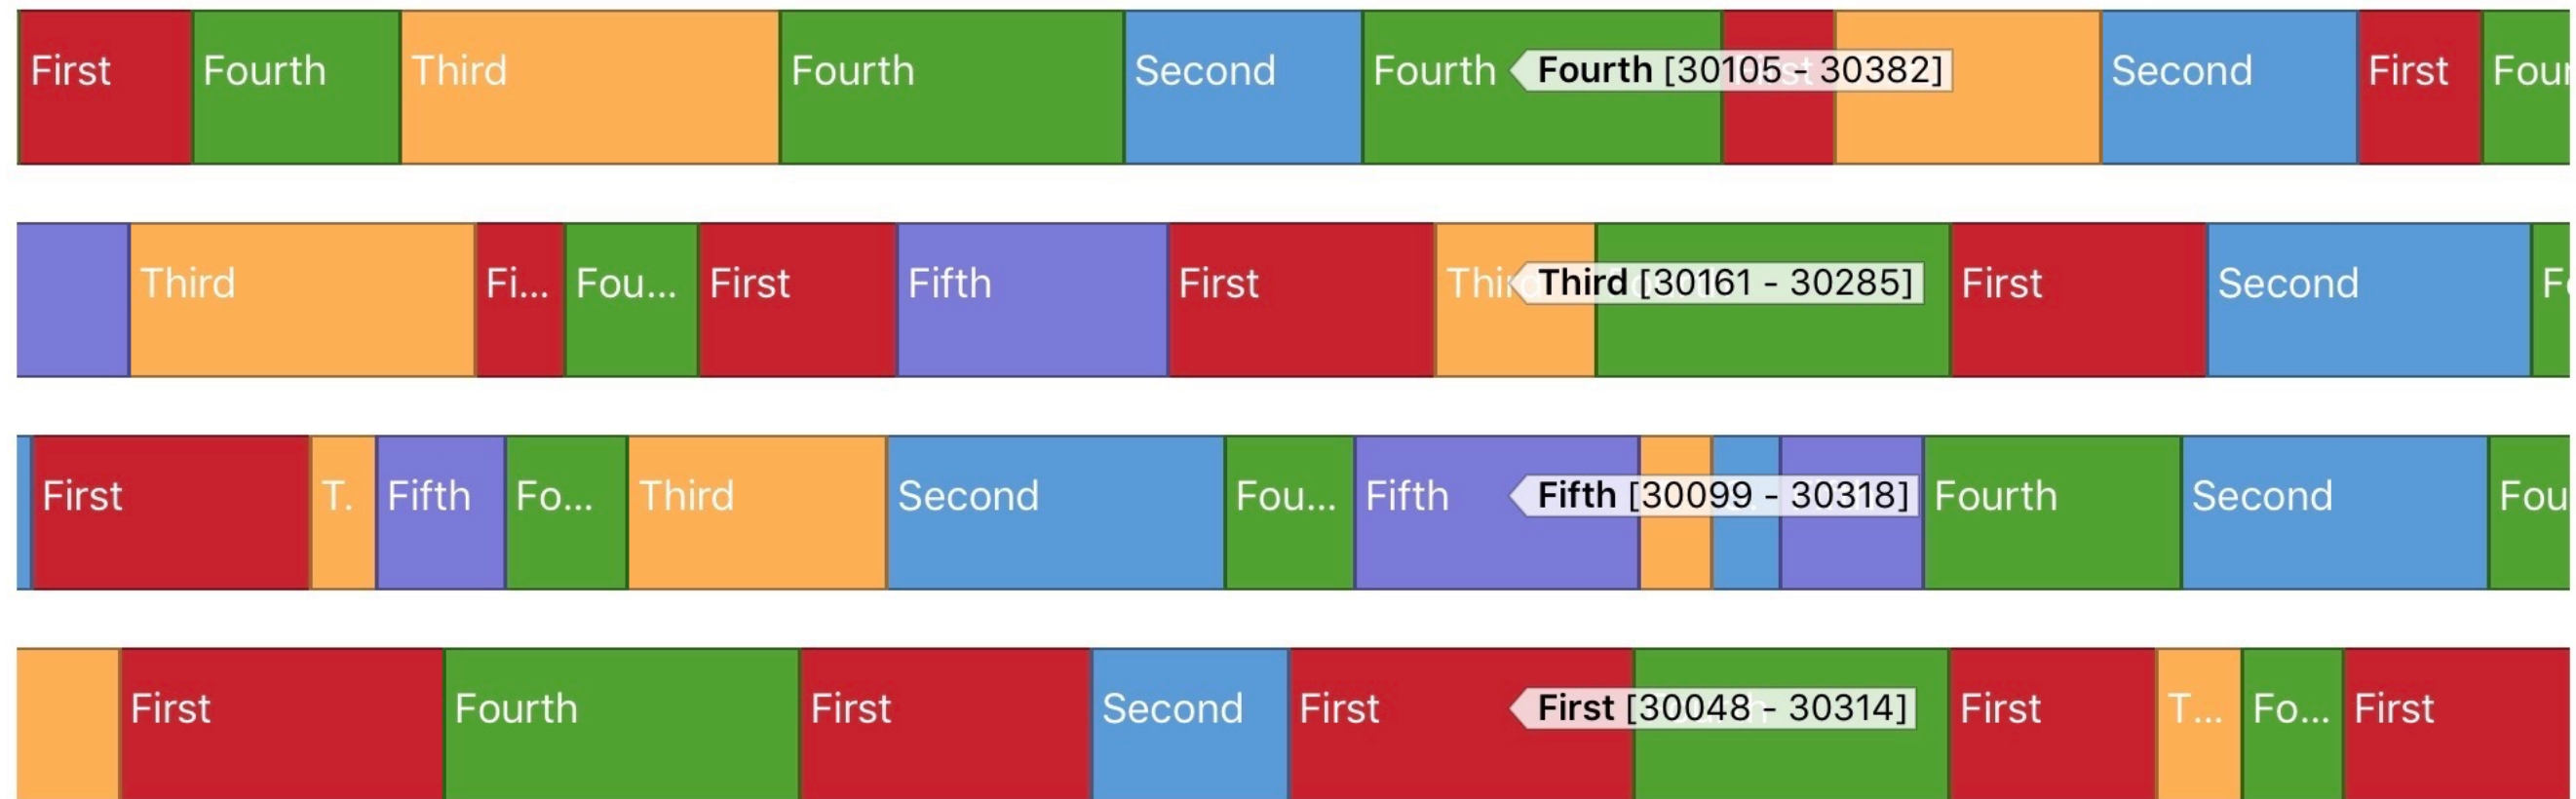 First Fourth Third Fourth Second Fourth Fourth [30105 - 30382] Second First Four
Third Fi... Fou... First Fifth First Third [30161 - 30285] First Second
First T. Fifth Fo... Third Second Fou... Fifth Fifth [30099 - 30318] Fourth Second Fou
First Fourth First Second First First [30048 - 30314] First T... Fo... First